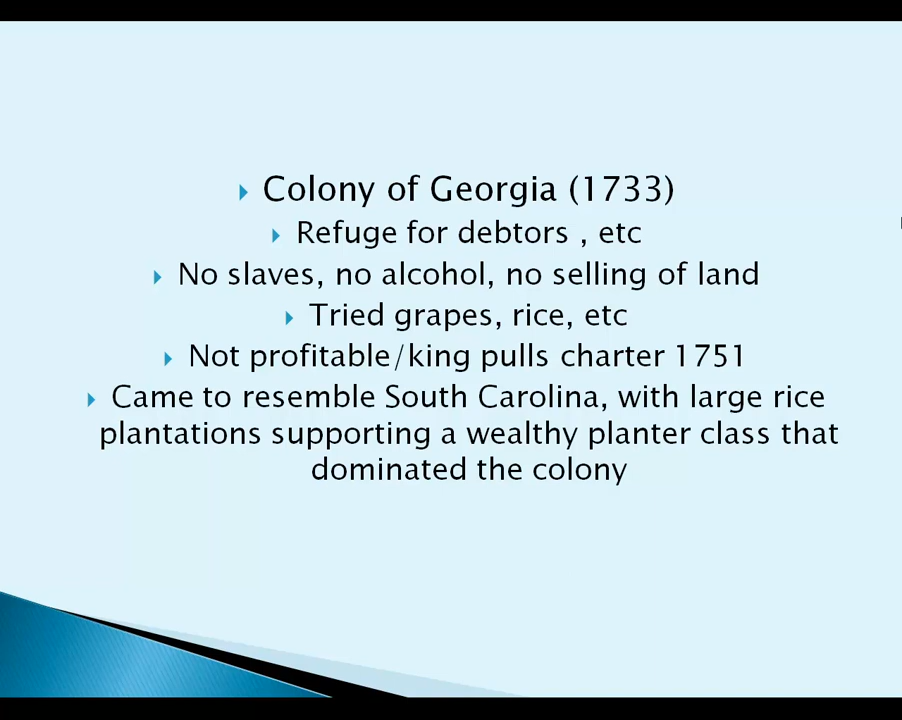 Colony of Georgia (1733)
Refuge for debtors , etc
No slaves, no alcohol, no selling of land
Tried grapes, rice, etc
Not profitable/king pulls charter 1751
Came to resemble South Carolina, with large rice
plantations supporting a wealthy planter class that
dominated the colony